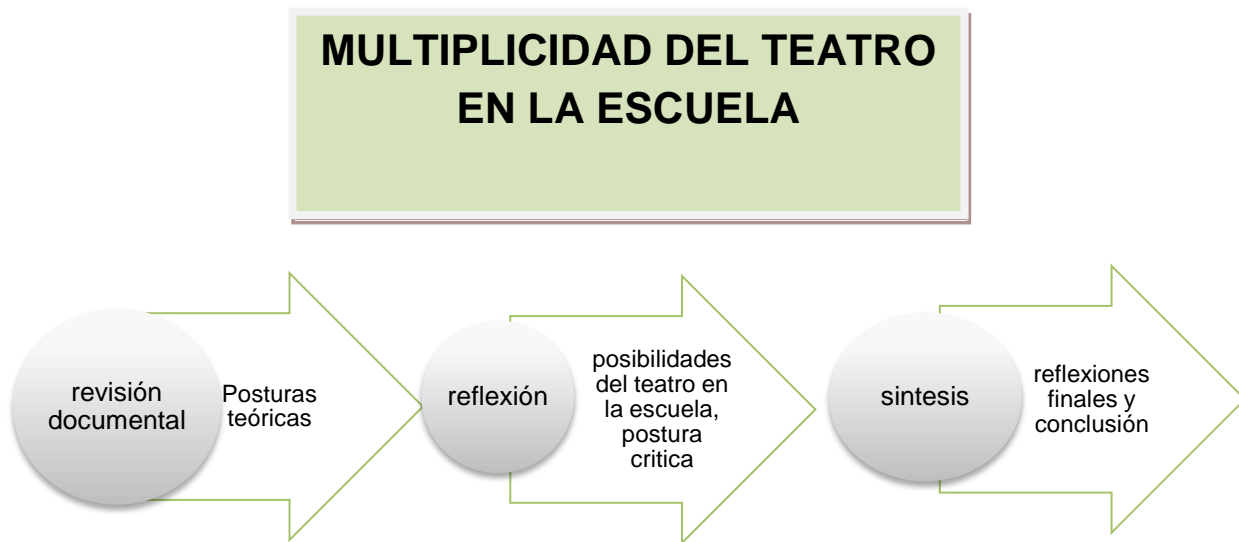 MULTIPLICIDAD DEL TEATRO
EN LA ESCUELA
revisión
documental
Posturas
teóricas
reflexión
posibilidades
del teatro en
la escuela,
postura
critica
sintesis
reflexiones
finales y
conclusión